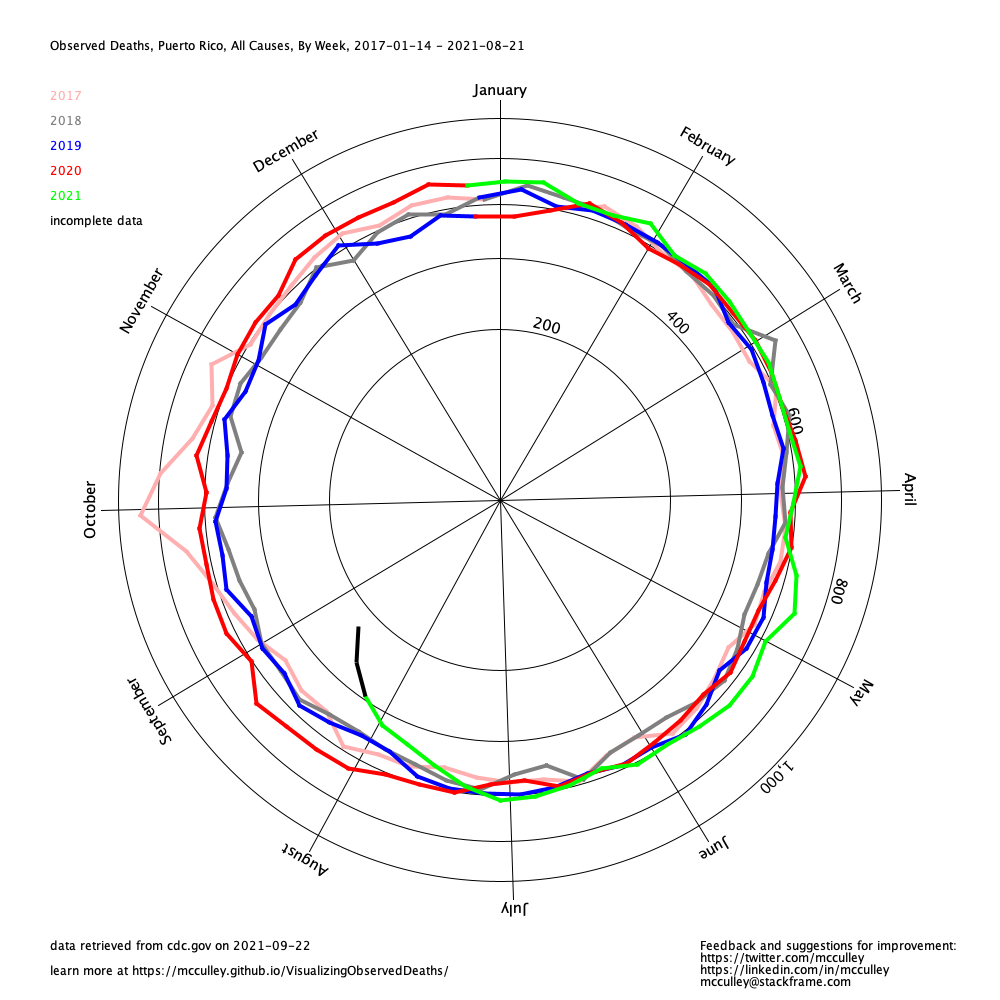 Observed Deaths, Puerto Rico, All Causes, By Week, 2017-01-14 - 2021-08-21
January
2017
2018
2019
2020
2021
incomplete data
February
December
March
November
200
400
600
April
October
800
May
September
1,000
June
August
July
data retrieved from cdc.gov on 2021-09-22
learn more at https://mcculley.github.io/VisualizingObservedDeaths/
Feedback and suggestions for improvement:
https://twitter.com/mcculley
https://linkedin.com/in/mcculley
mcculley@stackframe.com